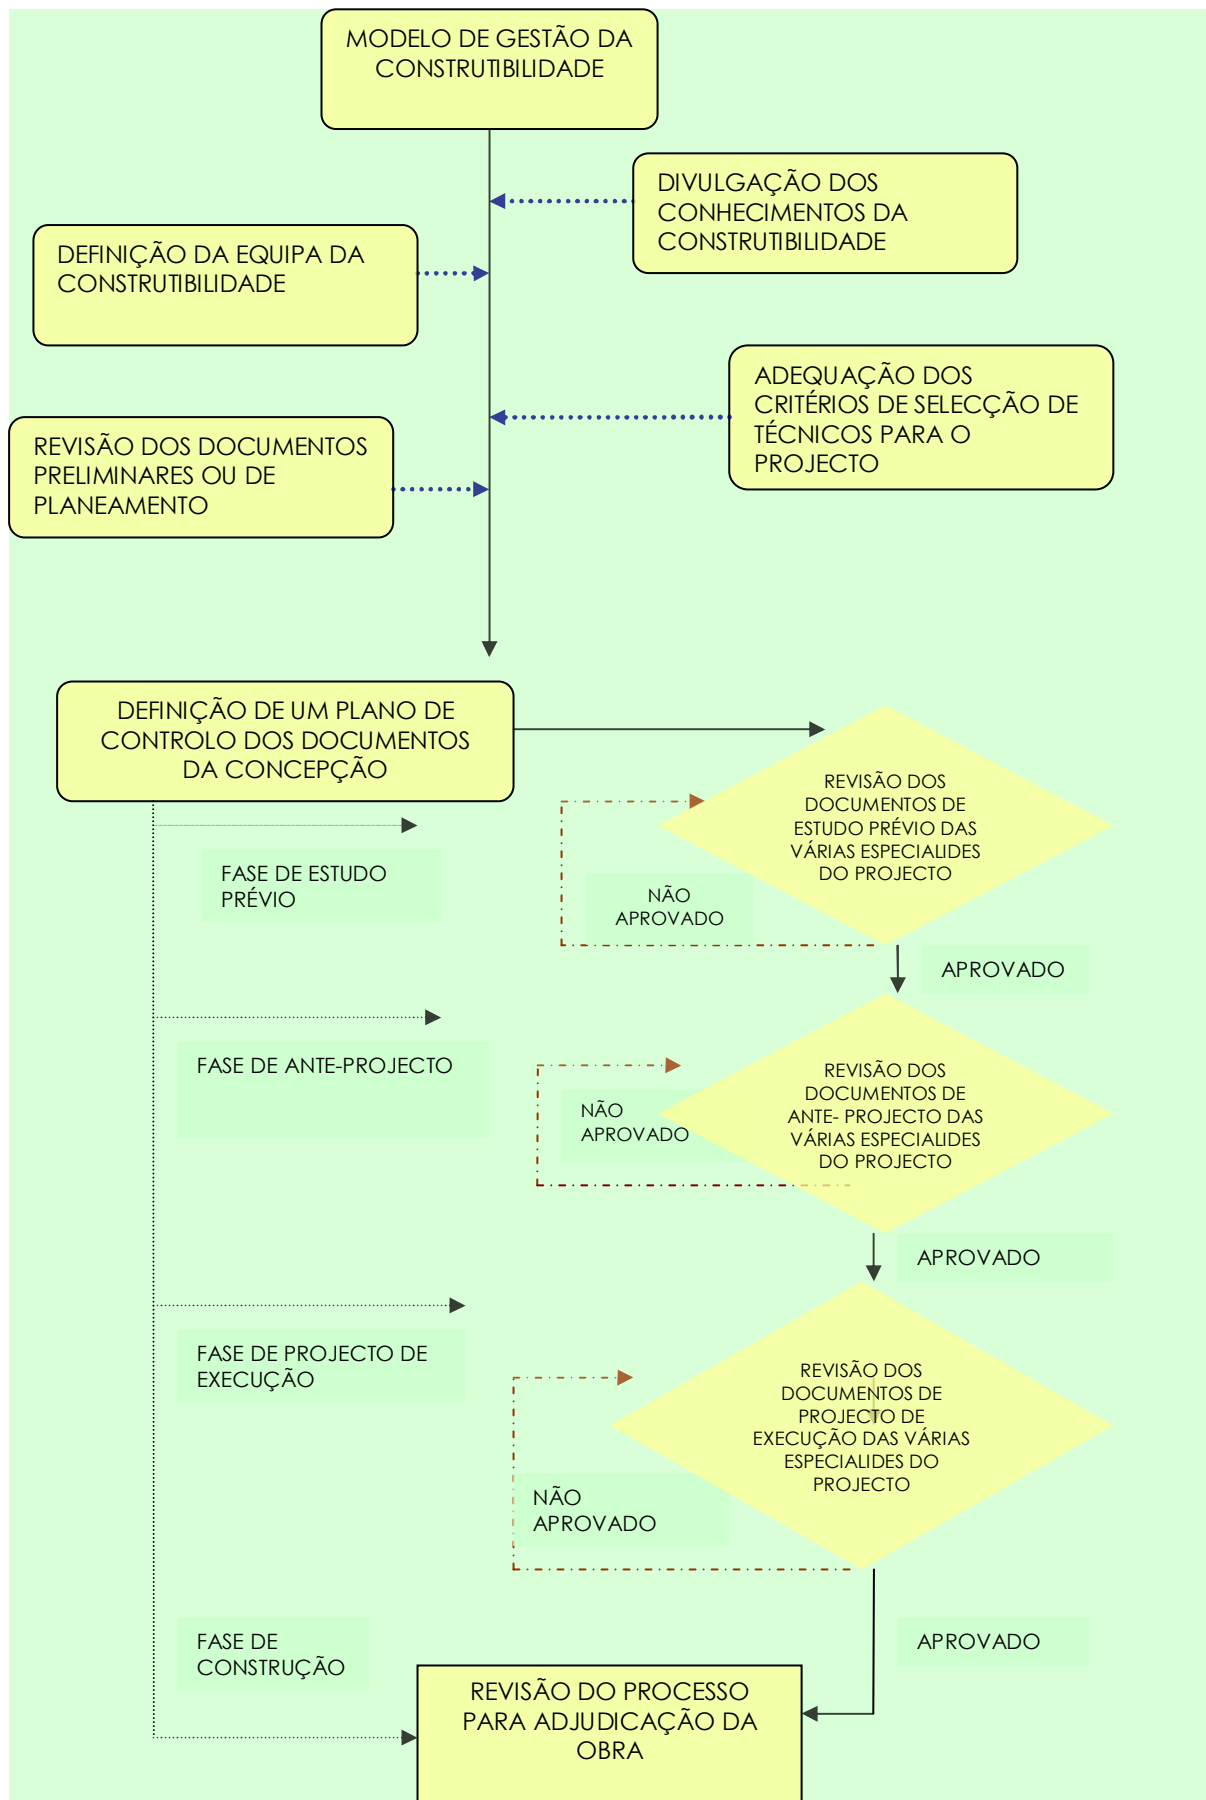 MODELO DE GESTÃO DA
CONSTRUTIBILIDADE
DIVULGAÇÃO DOS
CONHECIMENTOS DA
CONSTRUTIBILIDADE
DEFINIÇÃO DA EQUIPA DA
CONSTRUTIBILIDADE
ADEQUAÇÃO DOS
CRITÉRIOS DE SELECÇÃO DE
TÉCNICOS PARA O
PROJECTO
REVISÃO DOS DOCUMENTOS
PRELIMINARES OU DE
PLANEAMENTO
DEFINIÇÃO DE UM PLANO DE
CONTROLO DOS DOCUMENTOS
DA CONCEPÇÃO
REVISÃO DOS
DOCUMENTOS DE
ESTUDO PRÉVIO DAS
VÁRIAS ESPECIALIDES
DO PROJECTO
FASE DE ESTUDO
PRÉVIO
NÃO
APROVADO
APROVADO
FASE DE ANTE-PROJECTO
REVISÃO DOS
DOCUMENTOS DE
ANTE- PROJECTO DAS
VÁRIAS ESPECIALIDES
DO PROJECTO
NÃO
APROVADO
APROVADO
FASE DE PROJECTO DE
EXECUÇÃO
REVISÃO DOS
DOCUMENTOS DE
PROJECTO DE
EXECUÇÃO DAS VÁRIAS
ESPECIALIDES DO
PROJECTO
NÃO
APROVADO
FASE DE
CONSTRUÇÃO
APROVADO
REVISÃO DO PROCESSO
PARA ADJUDICAÇÃO DA
OBRA